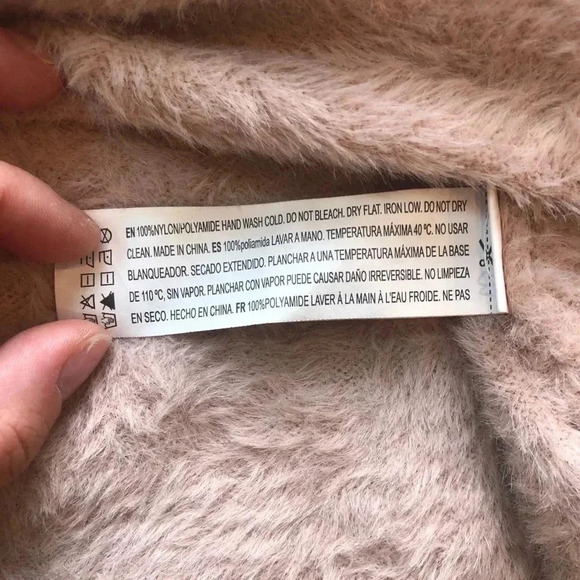 EN 100%NYLON/POLYAMIDE HAND WASH COLD. DO NOT BLEACH. DRY FLAT. IRON LOW. DO NOT DRY
CLEAN. MADE IN CHINA. ES 100%poliamida LAVAR A MANO. TEMPERATURA MÁXIMA 40 ºC. NO USAR
BLANQUEADOR. SECADO EXTENDIDO. PLANCHAR A UNA TEMPERATURA MÁXIMA DE LA BASE
DE 110 ºC, SIN VAPOR. PLANCHAR CON VAPOR PUEDE CAUSAR DAÑO IRREVERSIBLE. NO LIMPIEZA
EN SECO. HECHO EN CHINA. FR 100%POLYAMIDE LAVER À LA MAIN À L'EAU FROIDE. NE PAS